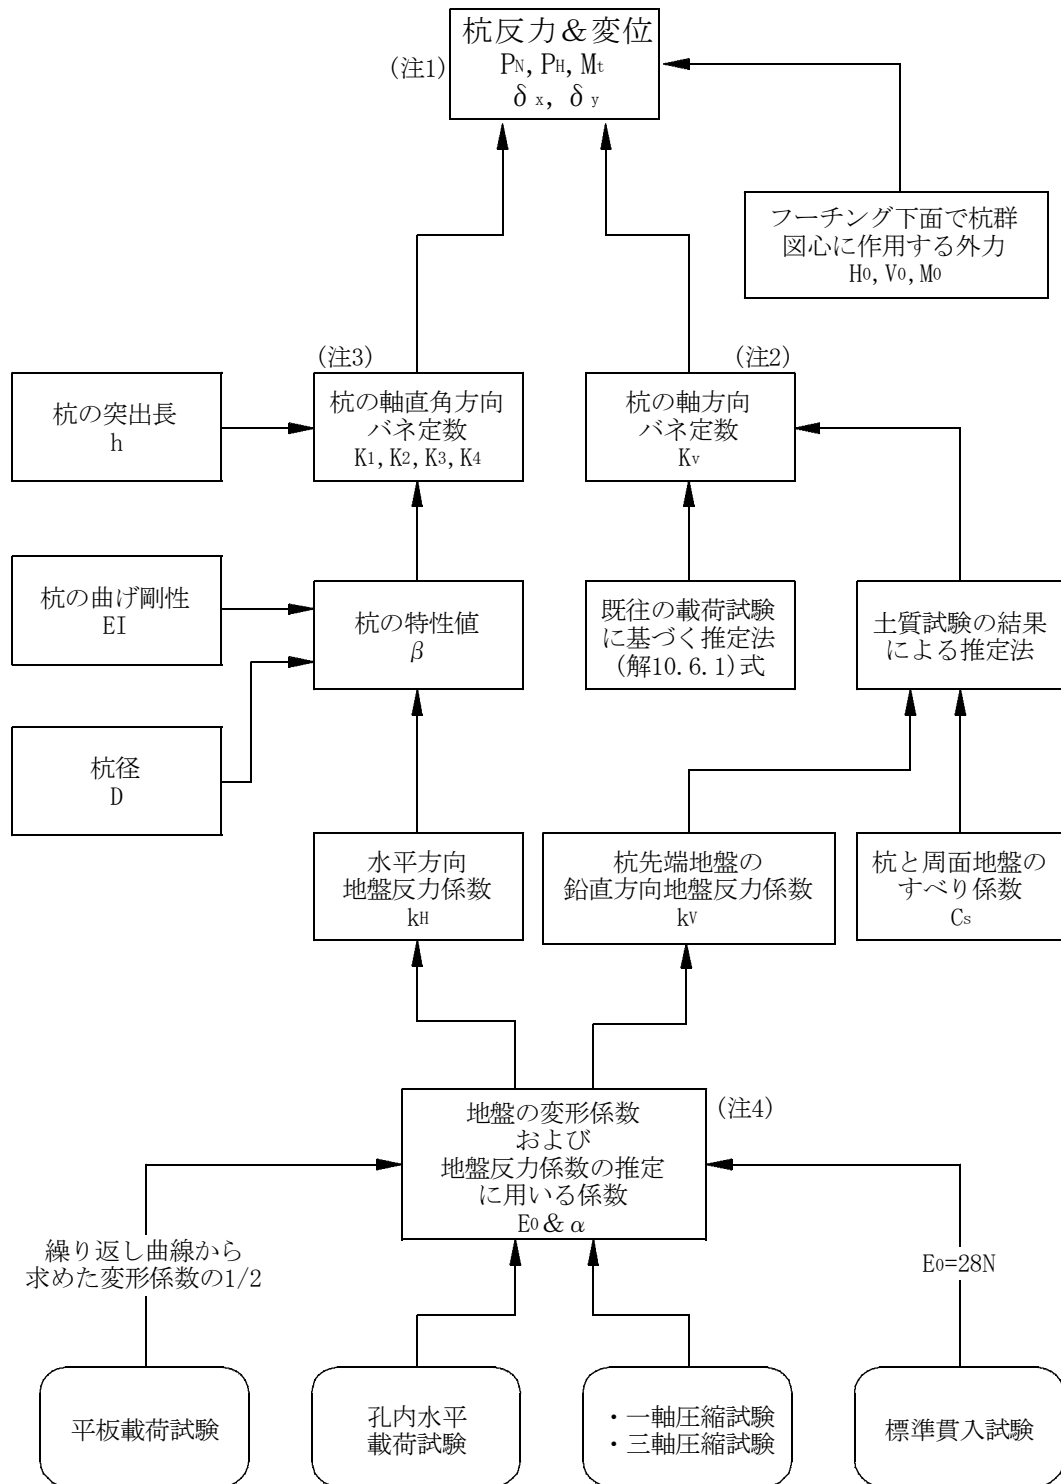 杭反力＆変位
(注1)
PN, PH, Mt
δx, δy
フーチング下面で杭群
図心に作用する外力
H0, V0, M0
(注3)
(注2)
杭の突出長
h
杭の軸直角方向
バネ定数
K1, K2, K3, K4
杭の軸方向
バネ定数
Kv
杭の曲げ剛性
EI
杭の特性値
β
既往の載荷試験
に基づく推定法
(解10.6.1)式
土質試験の結果
による推定法
杭径
D
水平方向
地盤反力係数
kH
杭先端地盤の
鉛直方向地盤反力係数
kV
杭と周面地盤の
すべり係数
Cs
地盤の変形係数
および
地盤反力係数の推定
に用いる係数
E0＆α
(注4)
繰り返し曲線から
求めた変形係数の1/2
E0=28N
平板載荷試験
孔内水平
載荷試験
・一軸圧縮試験
・三軸圧縮試験
標準貫入試験